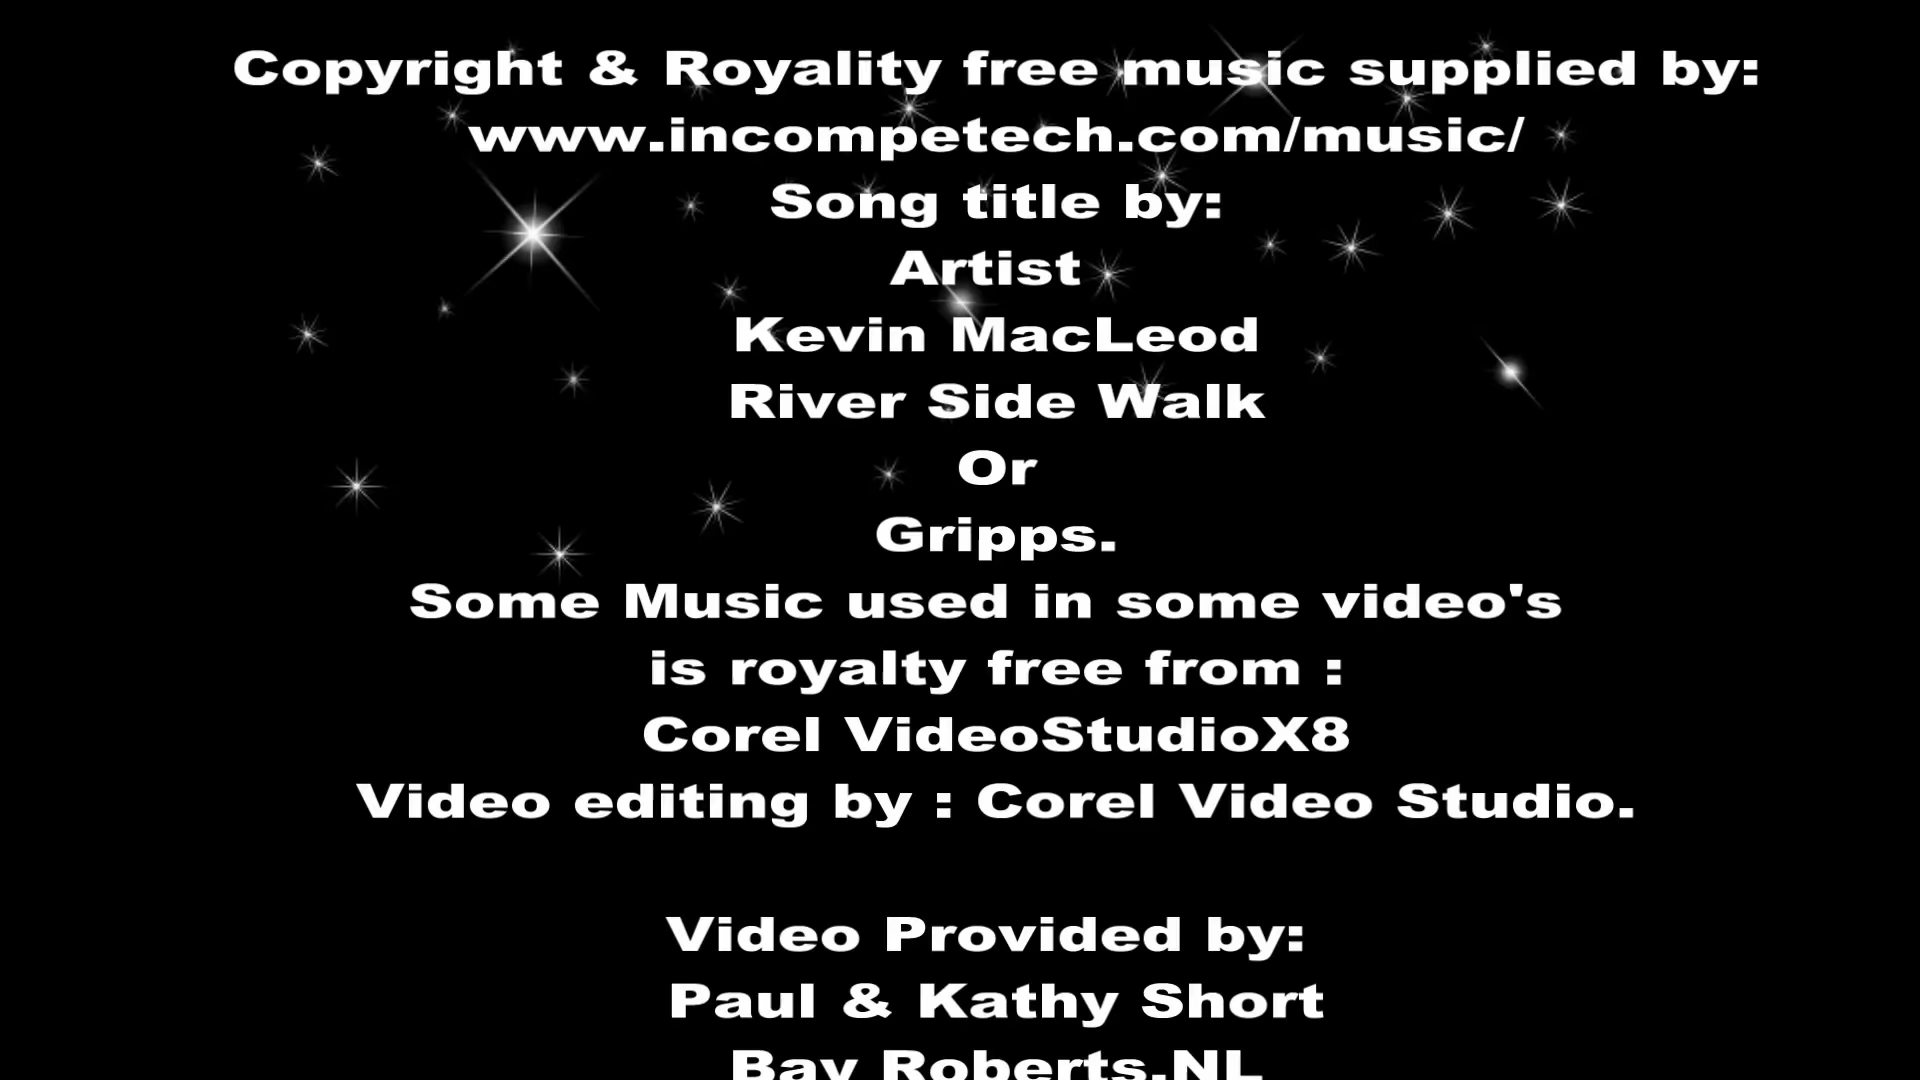 Copyright & Royality free music supplied by:
www.incompetech.com/music/
Song title by:
Artist
Kevin MacLeod
River Side Walk
Or
Gripps.
Some Music used in some video's
is royalty free from :
Corel VideoStudioX8
Video editing by : Corel Video Studio.
Video Provided by:
Paul & Kathy Short
Bay Roberts.NL